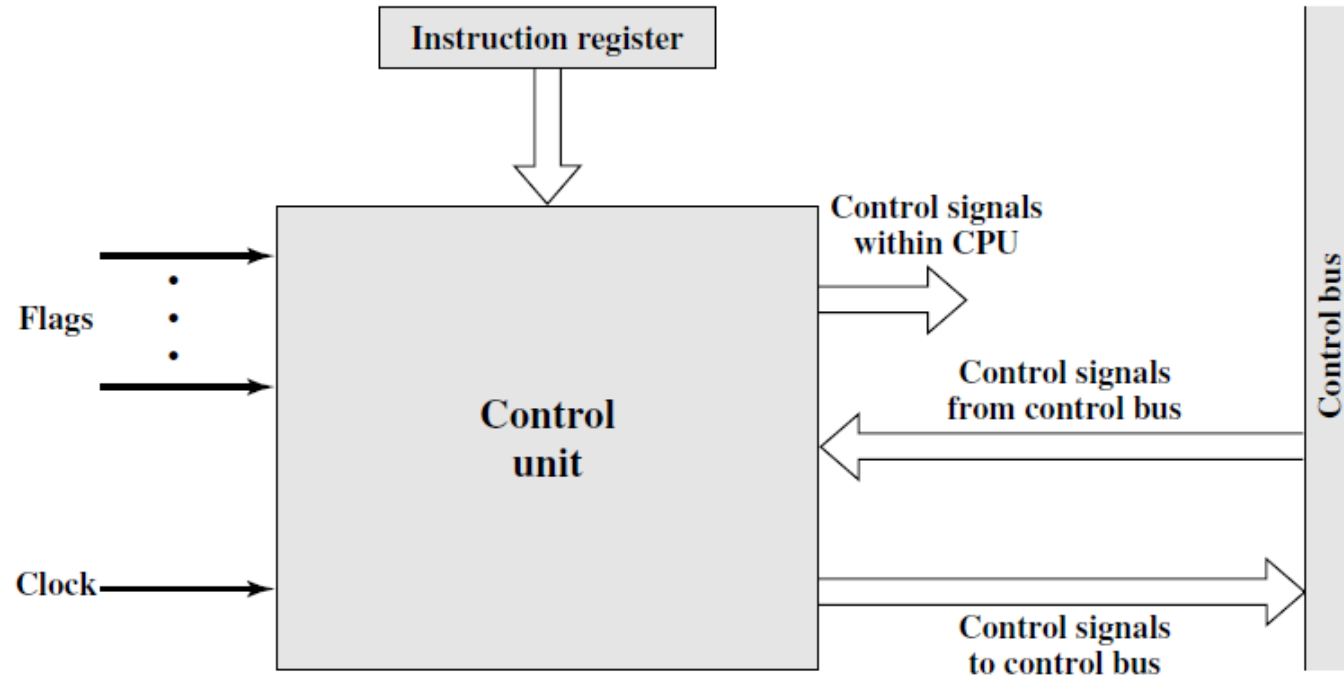 Instruction register
Control signals
within CPU
Flags
Control signals
from control bus
Control
unit
Clock
Control signals
to control bus
Control bus